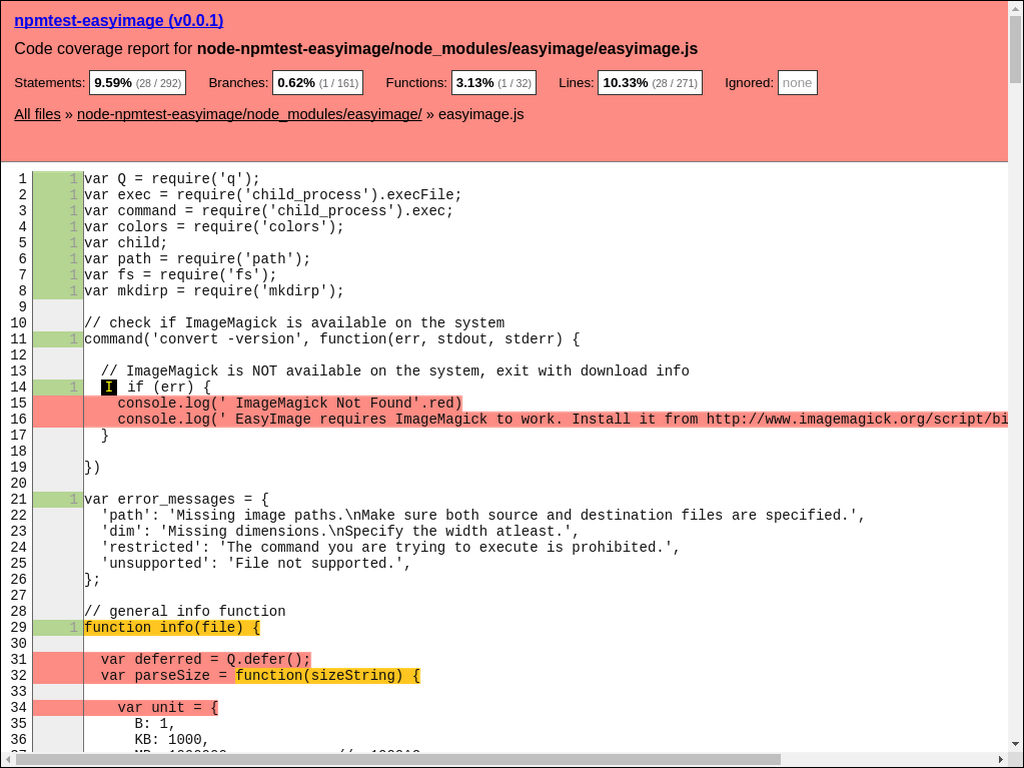 npmtest-easyimage (v0.0.1)
Code coverage report for node-npmtest-easyimage/node_modules/easyimage/easyimage.js
Statements: 9.59% (28 / 292) Branches: 0.62% (1 / 161) Functions: 3.13% (1 / 32) Lines: 10.33% (28 / 271) Ignored: none
All files » node-npmtest-easyimage/node_modules/easyimage/ » easyimage.js
1 1 var Q = require('q');
2 1 var exec = require('child_process').execFile;
3 1 var command = require('child_process').exec;
4 1 var colors = require('colors');
5 1 var child;
6 1 var path = require('path');
7 1 var fs = require('fs');
8 1 var mkdirp = require('mkdirp');
9
10 // check if ImageMagick is available on the system
11 1 command('convert -version', function(err, stdout, stderr) {
12
13 // ImageMagick is NOT available on the system, exit with download info
14 1 I if (err) {
15 console.log(' ImageMagick Not Found'.red)
16 console.log(' EasyImage requires ImageMagick to work. Install it from http://www.imagemagick.org/script/bi
17 }
18
19 })
20
21 1 var error_messages = {
22 'path': 'Missing image paths.\nMake sure both source and destination files are specified.',
23 'dim': 'Missing dimensions.\nSpecify the width atleast.',
24 'restricted': 'The command you are trying to execute is prohibited.',
25 'unsupported': 'File not supported.',
26 };
27
28 // general info function
29 1 function info(file) {
30
31 var deferred = Q.defer();
32 var parseSize = function(sizeString) {
33
34 var unit = {
35 B: 1,
36 KB: 1000,